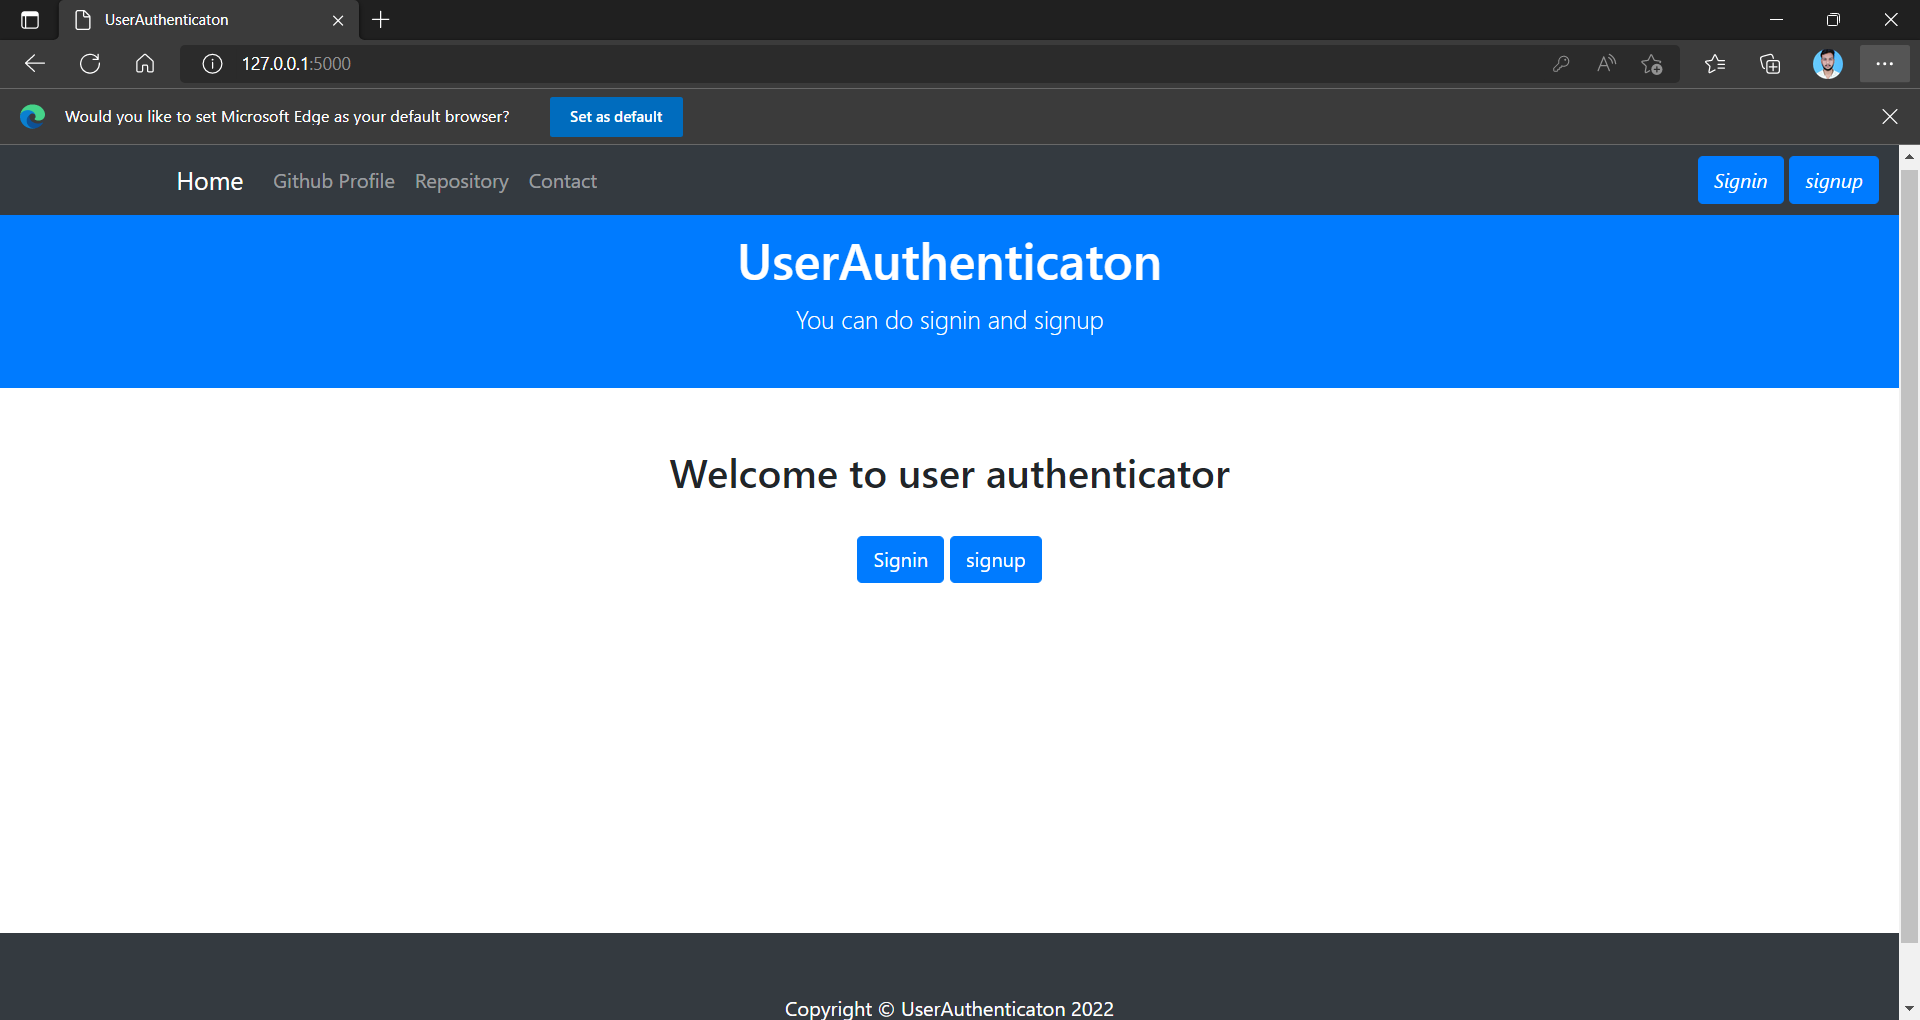 UserAuthenticaton
127.0.0.1:5000
Would you like to set Microsoft Edge as your default browser? Set as default
Home Github Profile Repository Contact Signin signup
UserAuthenticaton
You can do signin and signup
Welcome to user authenticator
Signin signup
Copyright © UserAuthenticaton 2022